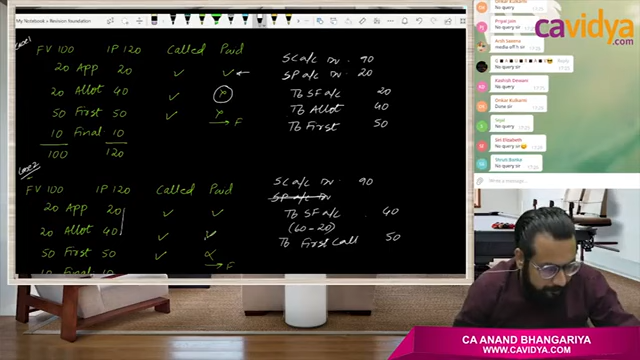 My Notebook > Revision foundation
Case 1
FV 100 IP 120 Called Paid
20 App 20 ✓ ✓ ←
20 Allot 40 ✓ x
50 First 50 ✓ x
10 Final 10 → F
100 120
SC a/c Dr. 90
SP a/c Dr. 20
To SF a/c 20
To Allot 40
To First 50
Case 2
FV 100 IP 120 Called Paid
20 App 20 ✓ ✓
20 Allot 40 ✓ ✓
50 First 50 ✓ x
10 Final 10 → F
SC a/c Dr 90
SP a/c Dr
To SF a/c 40
(60-20)
To First Call 50
cavidya
.com
No query
Priyal Jain
No query
Arth Saxena
media off h sir
No query sir
Kashish Dewani
No query
Onkar Kulkarni
Done sir
Sejal
No query
Siri Elisabeth
No query sir
Shruti Bonka
No query sir
Write a message...
CA ANAND BHANGARIYA
WWW.CAVIDYA.COM